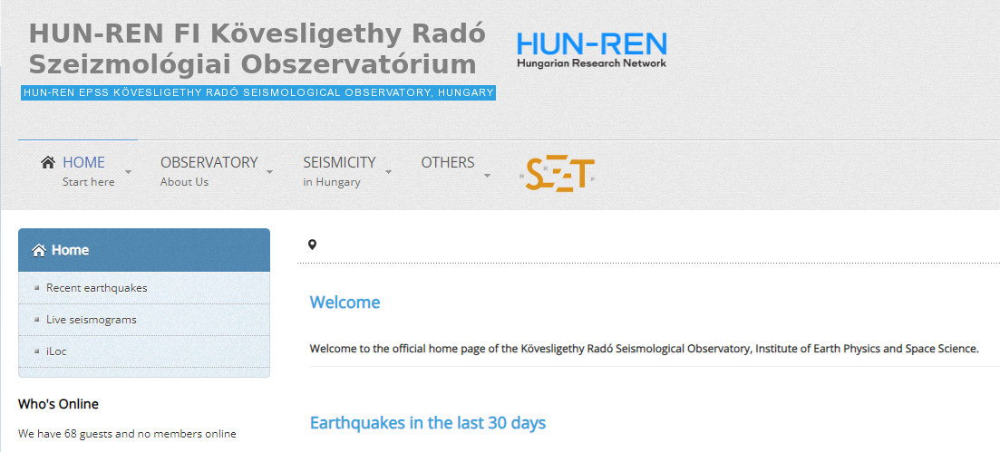 HUN-REN FI Kövesligethy Radó
Szeizmológiai Obszervatórium
HUN-REN EPSS KÖVESLIGETHY RADÓ SEISMOLOGICAL OBSERVATORY, HUNGARY
HUN-REN
Hungarian Research Network
HOME
Start here
OBSERVATORY
About Us
SEISMICITY
in Hungary
OTHERS
N K P
SEET
Home
Recent earthquakes
Live seismograms
iLoc
Who's Online
We have 68 guests and no members online
Welcome
Welcome to the official home page of the Kövesligethy Radó Seismological Observatory, Institute of Earth Physics and Space Science.
Earthquakes in the last 30 days